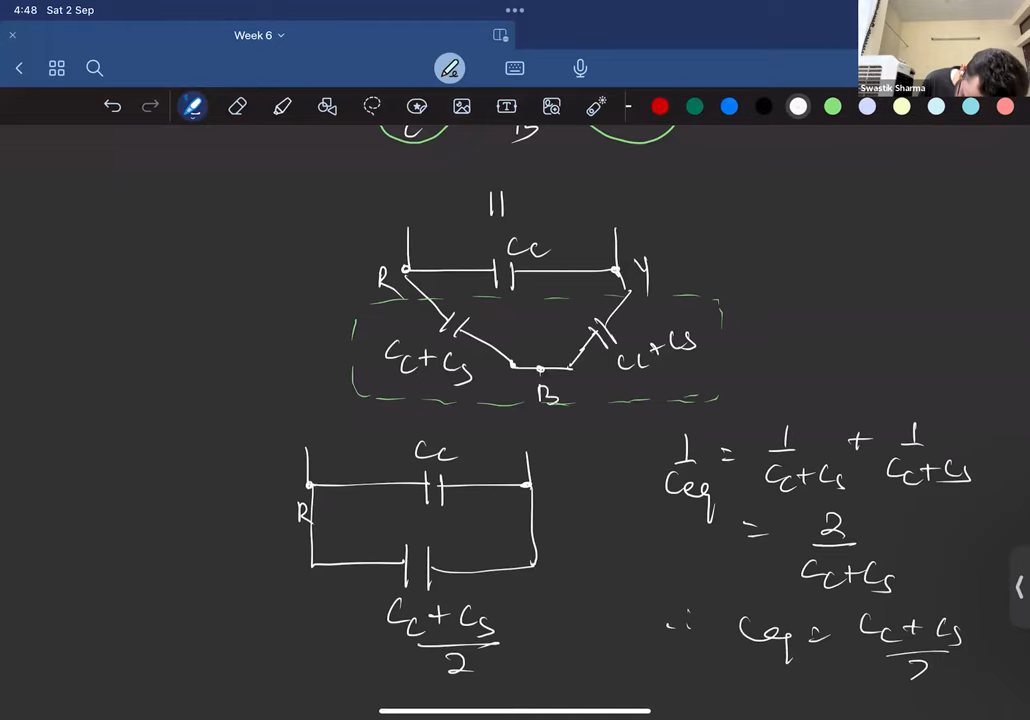 4:48 Sat 2 Sep
Week 6
Swastik Sharma
C B
||
CC
R Y
CC + CS CC + CS
B
CC
R
CC + CS
2
1/Ceq = 1/CC+CS + 1/CC+CS
= 2/CC+CS
∴ Ceq = CC + CS/2